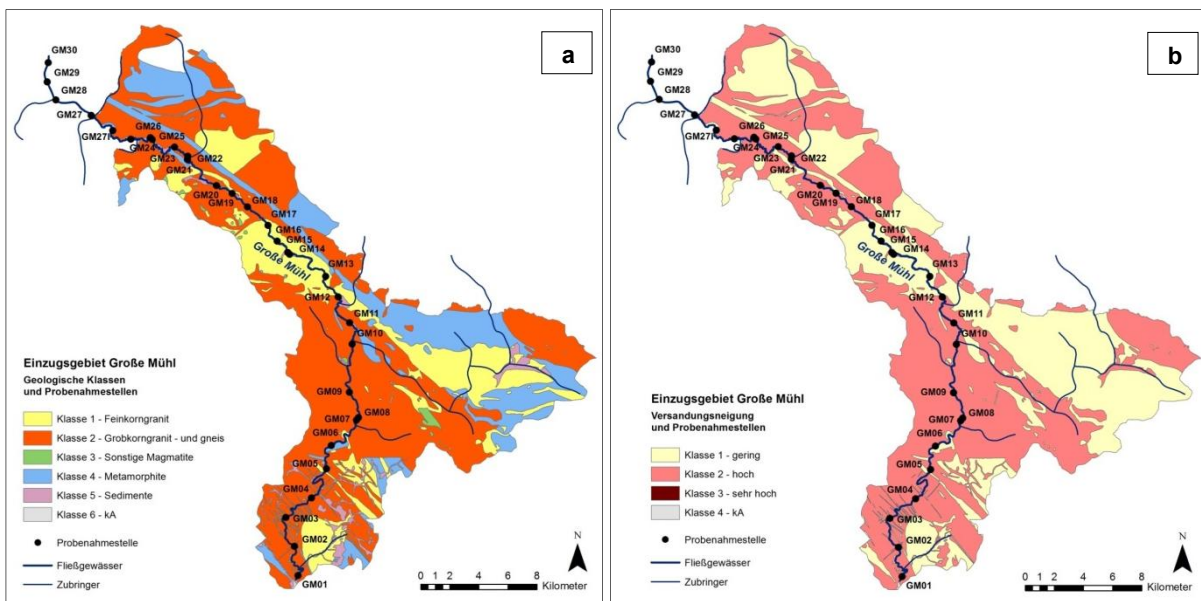 a
GM30
GM29
GM28
GM27
GM26
GM27I
GM25
GM24
GM23
GM22
GM21
GM20
GM19
GM18
GM17
GM16
GM15
GM14
Große Mühl
GM13
GM12
GM11
GM10
GM09
GM08
GM07
GM06
GM05
GM04
GM03
GM02
GM01
Einzugsgebiet Große Mühl
Geologische Klassen
und Probenahmestellen
Klasse 1 - Feinkorngranit
Klasse 2 - Grobkorngranit - und gneis
Klasse 3 - Sonstige Magmatite
Klasse 4 - Metamorphite
Klasse 5 - Sedimente
Klasse 6 - kA
Probenahmestelle
Fließgewässer
Zubringer
N
0 1 2 4 6 8
Kilometer
b
GM30
GM29
GM28
GM27
GM26
GM27I
GM25
GM24
GM23
GM22
GM21
GM20
GM19
GM18
GM17
GM16
GM15
GM14
Große Mühl
GM13
GM12
GM11
GM10
GM09
GM08
GM07
GM06
GM05
GM04
GM03
GM02
GM01
Einzugsgebiet Große Mühl
Versandungsneigung
und Probenahmestellen
Klasse 1 - gering
Klasse 2 - hoch
Klasse 3 - sehr hoch
Klasse 4 - kA
Probenahmestelle
Fließgewässer
Zubringer
N
0 1 2 4 6 8
Kilometer